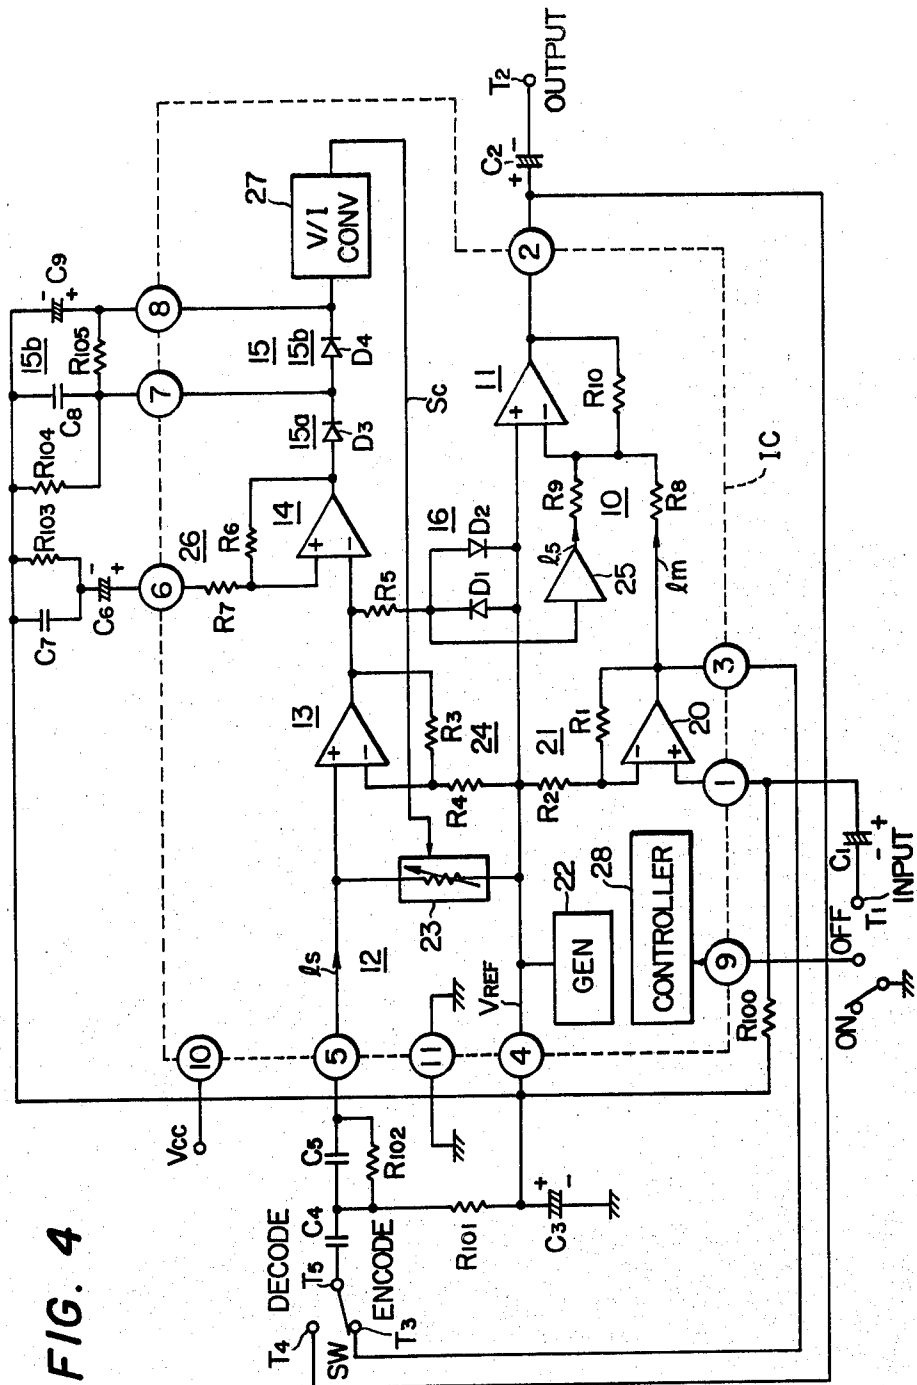 FIG. 4
VCC
10
5
11
4
9
1
3
2
6
7
8
C7
R103
R104
C8
15b
R105
C9
C6
R7
26
R6
14
15a
D3
15
15b
D4
27
V/I
CONV
SC
13
R3
24
R4
R5
16
D1
D2
ℓ5
25
R9
10
R8
ℓm
11
R10
C2
T2
OUTPUT
ℓs
12
23
VREF
22
GEN
28
CONTROLLER
21
R2
R1
20
IC
DECODE
ENCODE
T4
T5
T3
SW
C4
C5
R102
R101
C3
R100
ON
OFF
T1
INPUT
C1